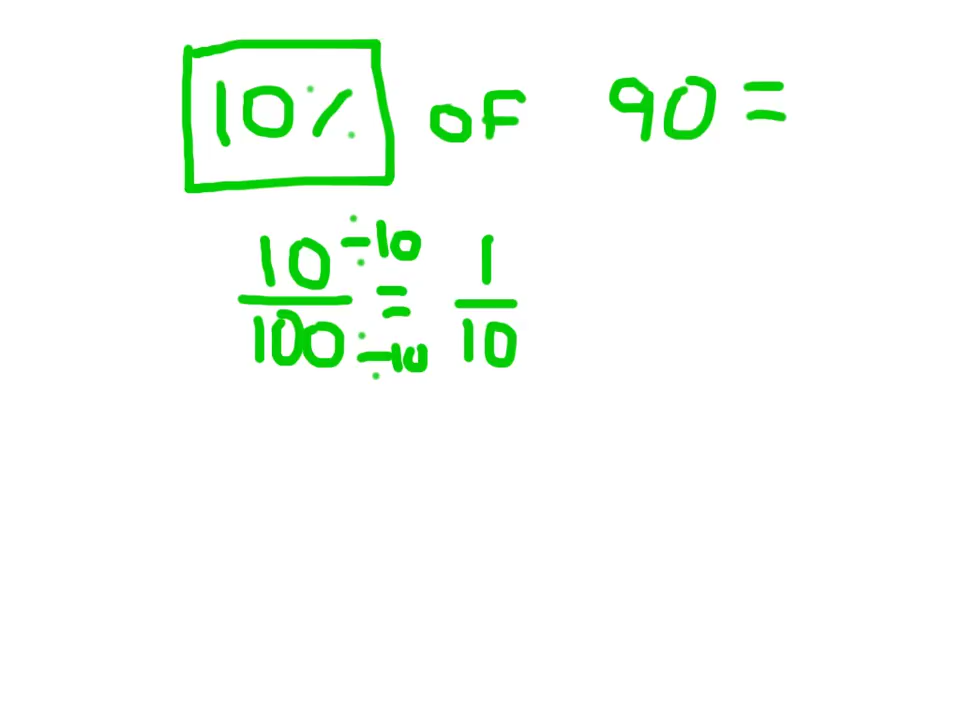 10% of 90 =
10/100 ÷10/÷10 = 1/10